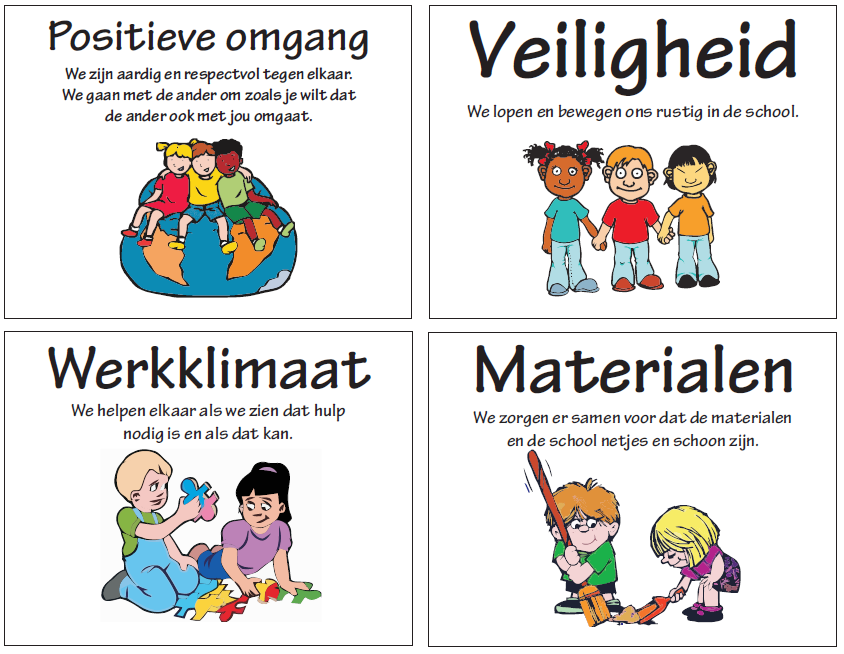 Positieve omgang
We zijn aardig en respectvol tegen elkaar.
We gaan met de ander om zoals je wilt dat
de ander ook met jou omgaat.
Veiligheid
We lopen en bewegen ons rustig in de school.
Werkklimaat
We helpen elkaar als we zien dat hulp
nodig is en als dat kan.
Materialen
We zorgen er samen voor dat de materialen
en de school netjes en schoon zijn.